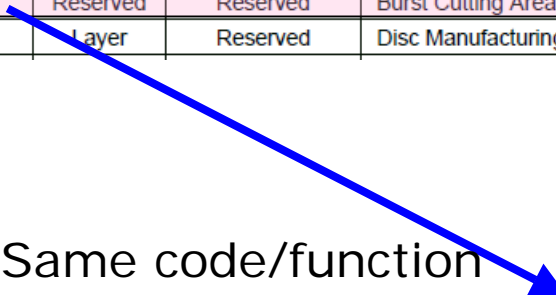 Reserved Reserved Burst Cutting Area
Layer Reserved Disc Manufacturing
Same code/function